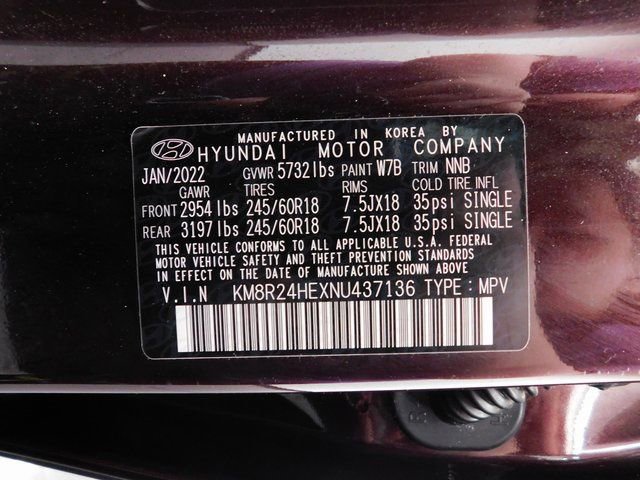 MANUFACTURED IN KOREA BY
HYUNDAI MOTOR COMPANY
JAN/2022 GVWR 5732lbs PAINT W7B TRIM NNB
GAWR TIRES RIMS COLD TIRE INFL
FRONT 2954lbs 245/60R18 7.5JX18 35psi SINGLE
REAR 3197lbs 245/60R18 7.5JX18 35psi SINGLE
THIS VEHICLE CONFORMS TO ALL APPLICABLE U.S.A. FEDERAL
MOTOR VEHICLE SAFETY AND THEFT PREVENTION STANDARDS
IN EFFECT ON THE DATE OF MANUFACTURE SHOWN ABOVE.
V.I.N KM8R24HEXNU437136 TYPE : MPV
R